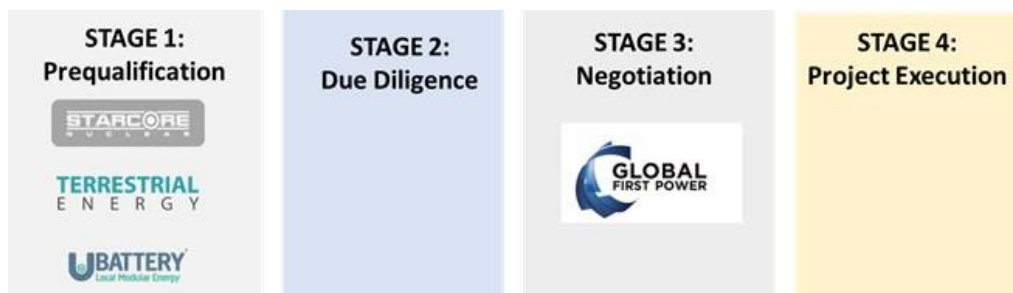 STAGE 1:
Prequalification
STARCORE
NUCLEAR
TERRESTRIAL
ENERGY
UBATTERY
Local Modular Energy
STAGE 2:
Due Diligence
STAGE 3:
Negotiation
GLOBAL
FIRST POWER
STAGE 4:
Project Execution